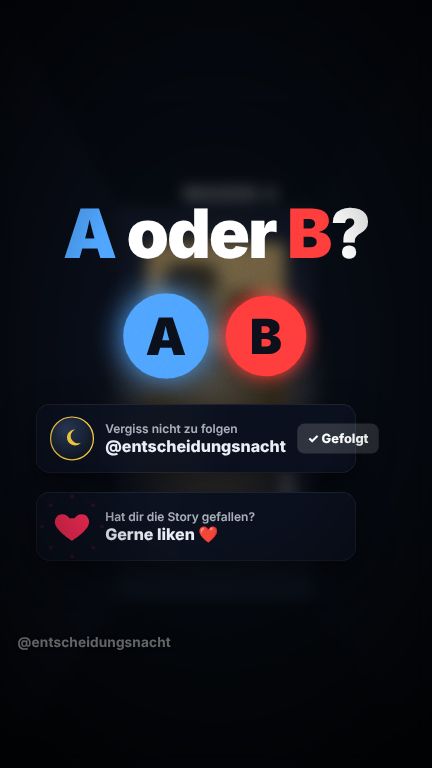 A oder B?
A B
Vergiss nicht zu folgen
@entscheidungsnacht
✓ Gefolgt
Hat dir die Story gefallen?
Gerne liken ❤️
@entscheidungsnacht